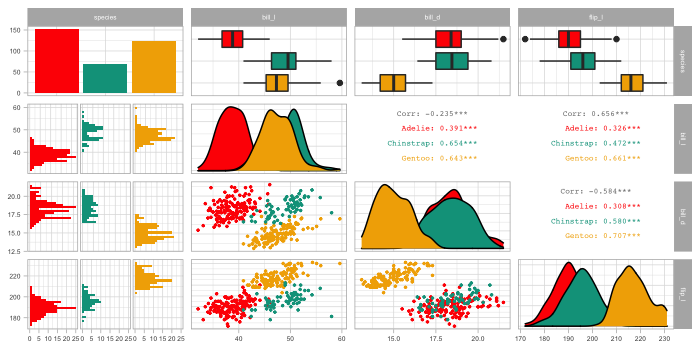 species
bill_l
bill_d
flip_l
150
100
50
0
species
60
50
40
Corr: -0.235***
Adelie: 0.391***
Chinstrap: 0.654***
Gentoo: 0.643***
Corr: 0.656***
Adelie: 0.326***
Chinstrap: 0.472***
Gentoo: 0.661***
bill_l
20.0
17.5
15.0
12.5
Corr: -0.584***
Adelie: 0.308***
Chinstrap: 0.580***
Gentoo: 0.707***
bill_d
220
200
180
flip_l
0 5 10 15 20 25 0 5 10 15 20 25 0 5 10 15 20 25
40 50 60
15.0 17.5 20.0
170 180 190 200 210 220 230